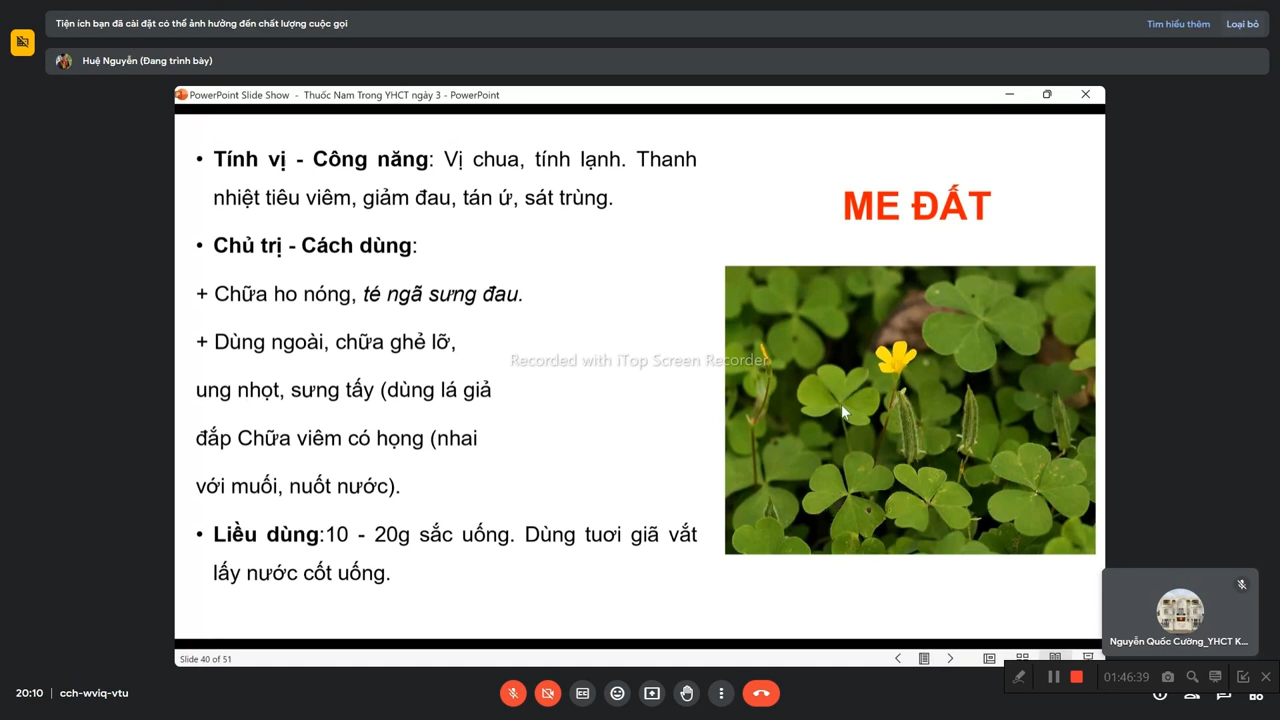 Tiện ích bạn đã cài đặt có thể ảnh hưởng đến chất lượng cuộc gọi
Tìm hiểu thêm
Loại bỏ
Huệ Nguyễn (Đang trình bày)
PowerPoint Slide Show - Thuốc Nam Trong YHCT ngày 3 - PowerPoint
• Tính vị - Công năng: Vị chua, tính lạnh. Thanh
nhiệt tiêu viêm, giảm đau, tán ứ, sát trùng.
• Chủ trị - Cách dùng:
+ Chữa ho nóng, té ngã sưng đau.
+ Dùng ngoài, chữa ghẻ lỡ,
ung nhọt, sưng tấy (dùng lá giả
đắp Chữa viêm có họng (nhai
với muối, nuốt nước).
• Liều dùng:10 - 20g sắc uống. Dùng tươi giã vắt
lấy nước cốt uống.
ME ĐẤT
Recorded with iTop Screen Recorder
Nguyễn Quốc Cường_YHCT K...
Slide 40 of 51
01:46:39
20:10 | cch-wviq-vtu